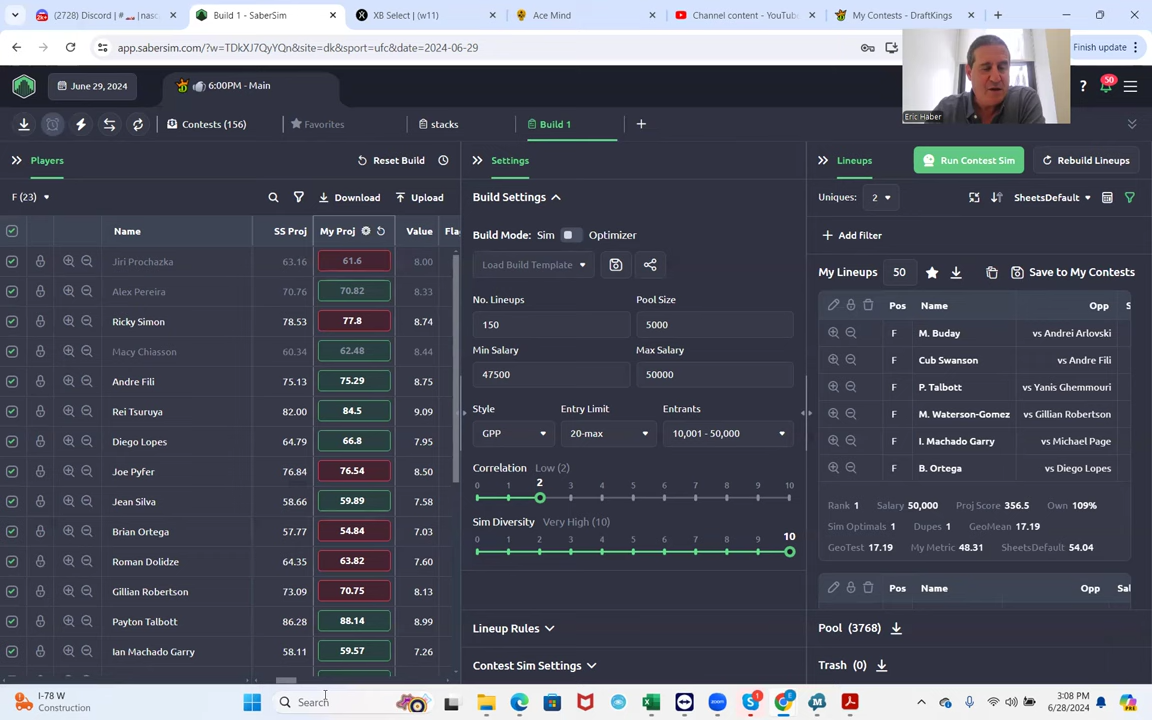 (2728) Discord | # | nasc
Build 1 - SaberSim
XB Select | (w11)
Ace Mind
Channel content - YouTube
My Contests - DraftKings
app.sabersim.com/?w=TDkXJ7QyYQn&site=dk&sport=ufc&date=2024-06-29
Finish update
June 29, 2024
6:00PM - Main
50
Eric Haber
Contests (156)
Favorites
stacks
Build 1
Players
Reset Build
Settings
Lineups
Run Contest Sim
Rebuild Lineups
F (23)
Download
Upload
Build Settings
Uniques: 2
SheetsDefault
Name SS Proj My Proj Value Fla
Build Mode: Sim Optimizer
Add filter
Jiri Prochazka 63.16 61.6 8.00
Load Build Template
My Lineups 50
Save to My Contests
Alex Pereira 70.76 70.82 8.33
No. Lineups Pool Size
Pos Name Opp S
Ricky Simon 78.53 77.8 8.74
150 5000
F M. Buday vs Andrei Arlovski
Macy Chiasson 60.34 62.48 8.44
Min Salary Max Salary
F Cub Swanson vs Andre Fili
Andre Fili 75.13 75.29 8.75
47500 50000
F P. Talbott vs Yanis Ghemmouri
Rei Tsuruya 82.00 84.5 9.09
Style Entry Limit Entrants
F M. Waterson-Gomez vs Gillian Robertson
Diego Lopes 64.79 66.8 7.95
GPP 20-max 10,001 - 50,000
F I. Machado Garry vs Michael Page
Joe Pyfer 76.84 76.54 8.50
Correlation Low (2)
F B. Ortega vs Diego Lopes
0 1 2 3 4 5 6 7 8 9 10
Jean Silva 58.66 59.89 7.58
Rank 1 Salary 50,000 Proj Score 356.5 Own 109%
Brian Ortega 57.77 54.84 7.03
Sim Diversity Very High (10)
Sim Optimals 1 Dupes 1 GeoMean 17.19
0 1 2 3 4 5 6 7 8 9 10
GeoTest 17.19 My Metric 48.31 SheetsDefault 54.04
Roman Dolidze 64.35 63.82 7.60
Gillian Robertson 73.09 70.75 8.13
Pos Name Opp Sal
Payton Talbott 86.28 88.14 8.99
Lineup Rules
Pool (3768)
Ian Machado Garry 58.11 59.57 7.26
Contest Sim Settings
Trash (0)
I-78 W
Construction
Search
1
3:08 PM
6/28/2024
PRE